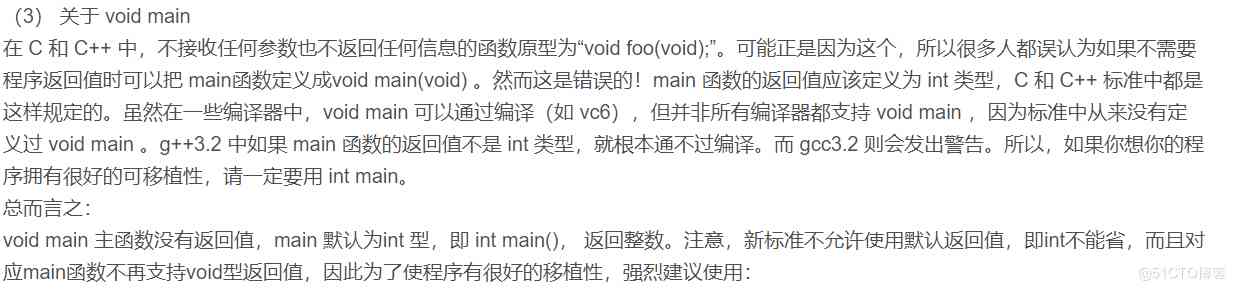 （3） 关于 void main
在 C 和 C++ 中，不接收任何参数也不返回任何信息的函数原型为“void foo(void);”。可能正是因为这个，所以很多人都误认为如果不需要
程序返回值时可以把 main函数定义成void main(void) 。然而这是错误的！main 函数的返回值应该定义为 int 类型，C 和 C++ 标准中都是
这样规定的。虽然在一些编译器中，void main 可以通过编译（如 vc6），但并非所有编译器都支持 void main ，因为标准中从来没有定
义过 void main 。g++3.2 中如果 main 函数的返回值不是 int 类型，就根本通不过编译。而 gcc3.2 则会发出警告。所以，如果你想你的程
序拥有很好的可移植性，请一定要用 int main。
总而言之：
void main 主函数没有返回值，main 默认为int 型，即 int main()， 返回整数。注意，新标准不允许使用默认返回值，即int不能省，而且对
应main函数不再支持void型返回值，因此为了使程序有很好的移植性，强烈建议使用：
@51CTO博客